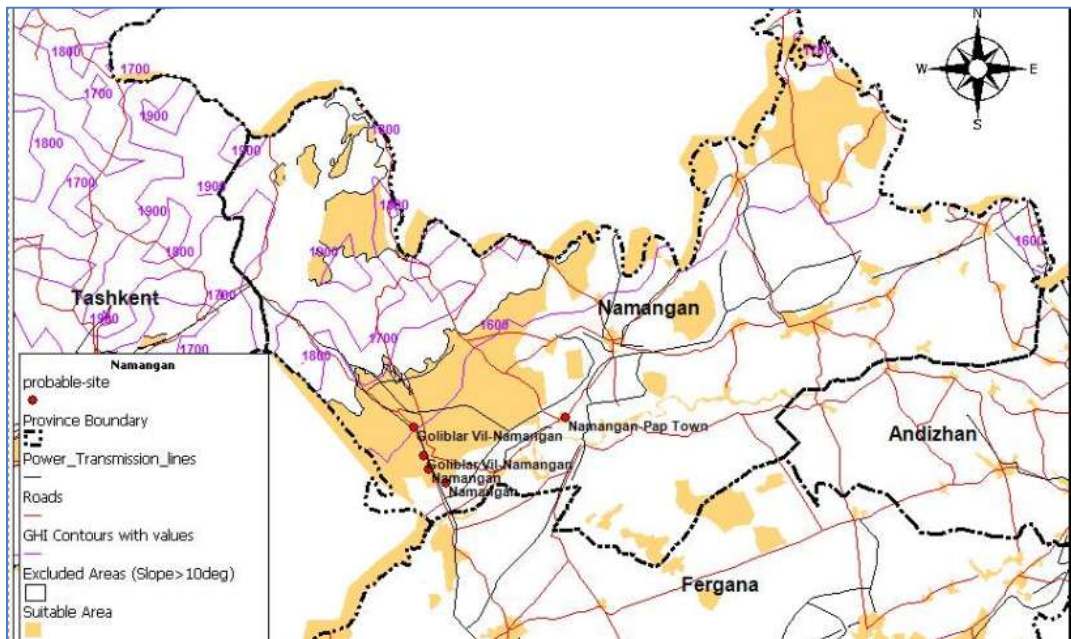 N
W E
S
1800
1700
1700
1900
1800
1800
1900
1700
1900
1900
1800
1800
1900
1700
1600
Tashkent
Namangan
1900
1600
1700
1700
1800
Namangan
probable-site
Province Boundary
Power_Transmission_lines
Roads
GHI Contours with values
Excluded Areas (Slope>10deg)
Suitable Area
Goliblar Vil-Namangan
Namangan-Pap Town
Andizhan
Goliblar Vil-Namangan
Namangan
Namangan
Fergana